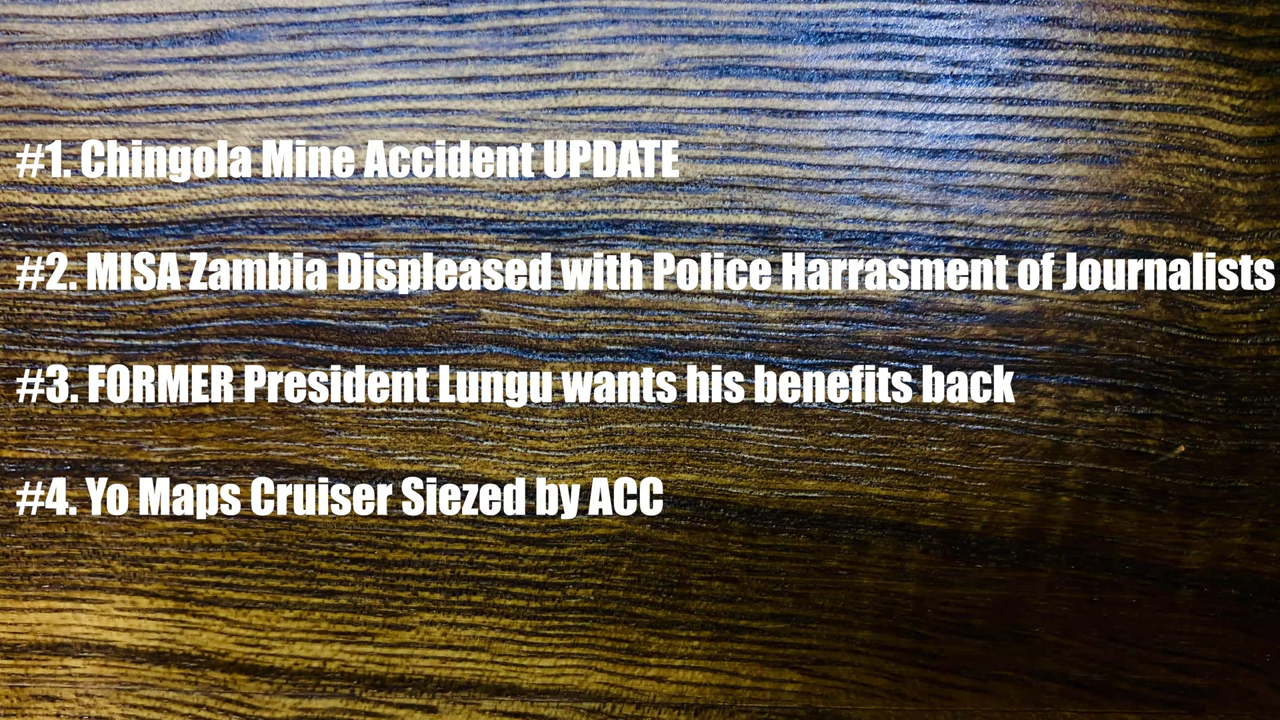 #1. Chingola Mine Accident UPDATE
#2. MISA Zambia Displeased with Police Harrasment of Journalists
#3. FORMER President Lungu wants his benefits back
#4. Yo Maps Cruiser Siezed by ACC